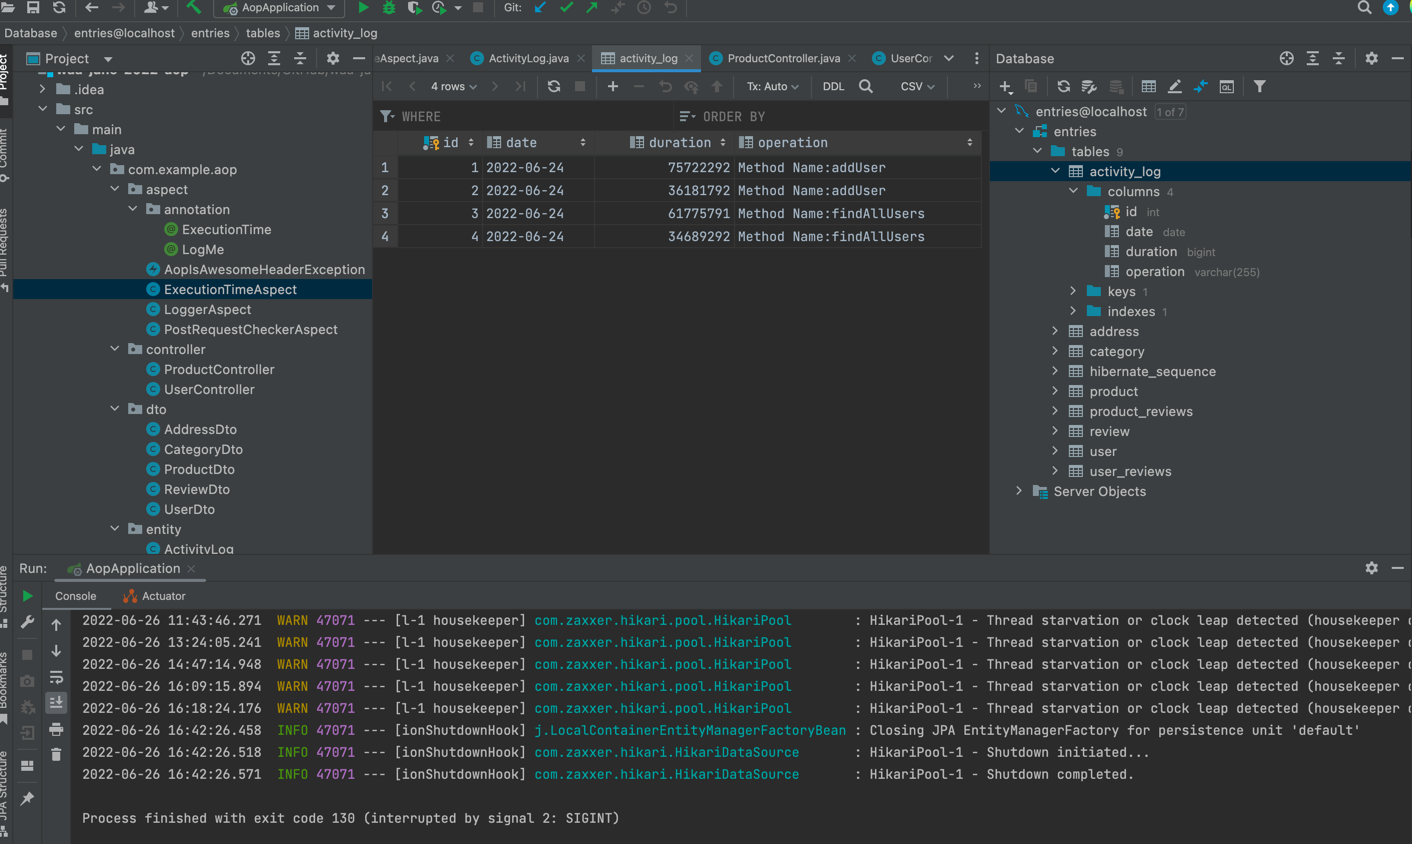 AopApplication
Git:
Database
entries@localhost
entries
tables
activity_log
Project
eAspect.java
ActivityLog.java
activity_log
ProductController.java
UserCor
Database
.idea
src
main
java
com.example.aop
aspect
annotation
ExecutionTime
LogMe
AopIsAwesomeHeaderException
ExecutionTimeAspect
LoggerAspect
PostRequestCheckerAspect
controller
ProductController
UserController
dto
AddressDto
CategoryDto
ProductDto
ReviewDto
UserDto
entity
ActivityLog
4 rows
Tx: Auto
DDL
CSV
WHERE
ORDER BY
id date duration operation
1 1 2022-06-24 75722292 Method Name:addUser
2 2 2022-06-24 36181792 Method Name:addUser
3 3 2022-06-24 61775791 Method Name:findAllUsers
4 4 2022-06-24 34689292 Method Name:findAllUsers
entries@localhost 1 of 7
entries
tables 9
activity_log
columns 4
id int
date date
duration bigint
operation varchar(255)
keys 1
indexes 1
address
category
hibernate_sequence
product
product_reviews
review
user
user_reviews
Server Objects
Project
Commit
Pull Requests
Structure
Bookmarks
JPA Structure
Run: AopApplication
Console
Actuator
2022-06-26 11:43:46.271 WARN 47071 --- [l-1 housekeeper] com.zaxxer.hikari.pool.HikariPool : HikariPool-1 - Thread starvation or clock leap detected (housekeeper
2022-06-26 13:24:05.241 WARN 47071 --- [l-1 housekeeper] com.zaxxer.hikari.pool.HikariPool : HikariPool-1 - Thread starvation or clock leap detected (housekeeper
2022-06-26 14:47:14.948 WARN 47071 --- [l-1 housekeeper] com.zaxxer.hikari.pool.HikariPool : HikariPool-1 - Thread starvation or clock leap detected (housekeeper
2022-06-26 16:09:15.894 WARN 47071 --- [l-1 housekeeper] com.zaxxer.hikari.pool.HikariPool : HikariPool-1 - Thread starvation or clock leap detected (housekeeper
2022-06-26 16:18:24.176 WARN 47071 --- [l-1 housekeeper] com.zaxxer.hikari.pool.HikariPool : HikariPool-1 - Thread starvation or clock leap detected (housekeeper
2022-06-26 16:42:26.458 INFO 47071 --- [ionShutdownHook] j.LocalContainerEntityManagerFactoryBean : Closing JPA EntityManagerFactory for persistence unit 'default'
2022-06-26 16:42:26.518 INFO 47071 --- [ionShutdownHook] com.zaxxer.hikari.HikariDataSource : HikariPool-1 - Shutdown initiated...
2022-06-26 16:42:26.571 INFO 47071 --- [ionShutdownHook] com.zaxxer.hikari.HikariDataSource : HikariPool-1 - Shutdown completed.
Process finished with exit code 130 (interrupted by signal 2: SIGINT)